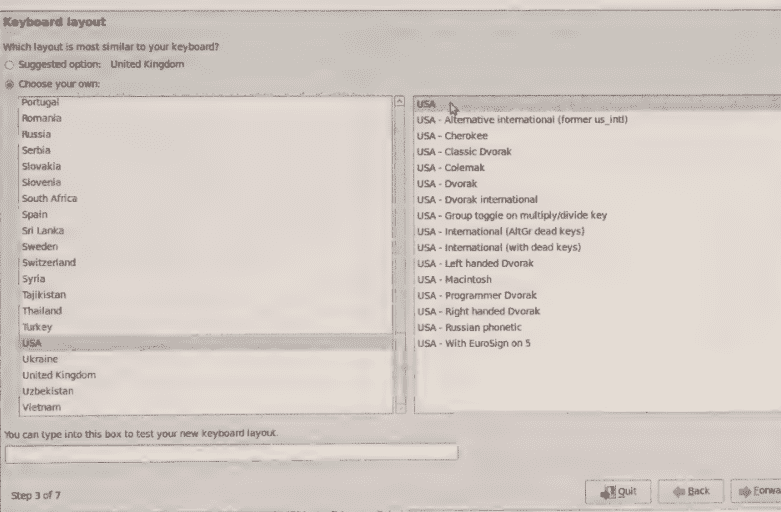 Keyboard layout
Which layout is most similar to your keyboard?
Suggested option: United Kingdom
Choose your own:
Portugal
Romania
Russia
Serbia
Slovakia
Slovenia
South Africa
Spain
Sri Lanka
Sweden
Switzerland
Syria
Tajikistan
Thailand
Turkey
USA
Ukraine
United Kingdom
Uzbekistan
Vietnam
USA
USA - Alternative international (former us_intl)
USA - Cherokee
USA - Classic Dvorak
USA - Colemak
USA - Dvorak
USA - Dvorak international
USA - Group toggle on multiply/divide key
USA - International (AltGr dead keys)
USA - International (with dead keys)
USA - Left handed Dvorak
USA - Macintosh
USA - Programmer Dvorak
USA - Right handed Dvorak
USA - Russian phonetic
USA - With EuroSign on 5
You can type into this box to test your new keyboard layout.
Step 3 of 7
Quit
Back
Forwa